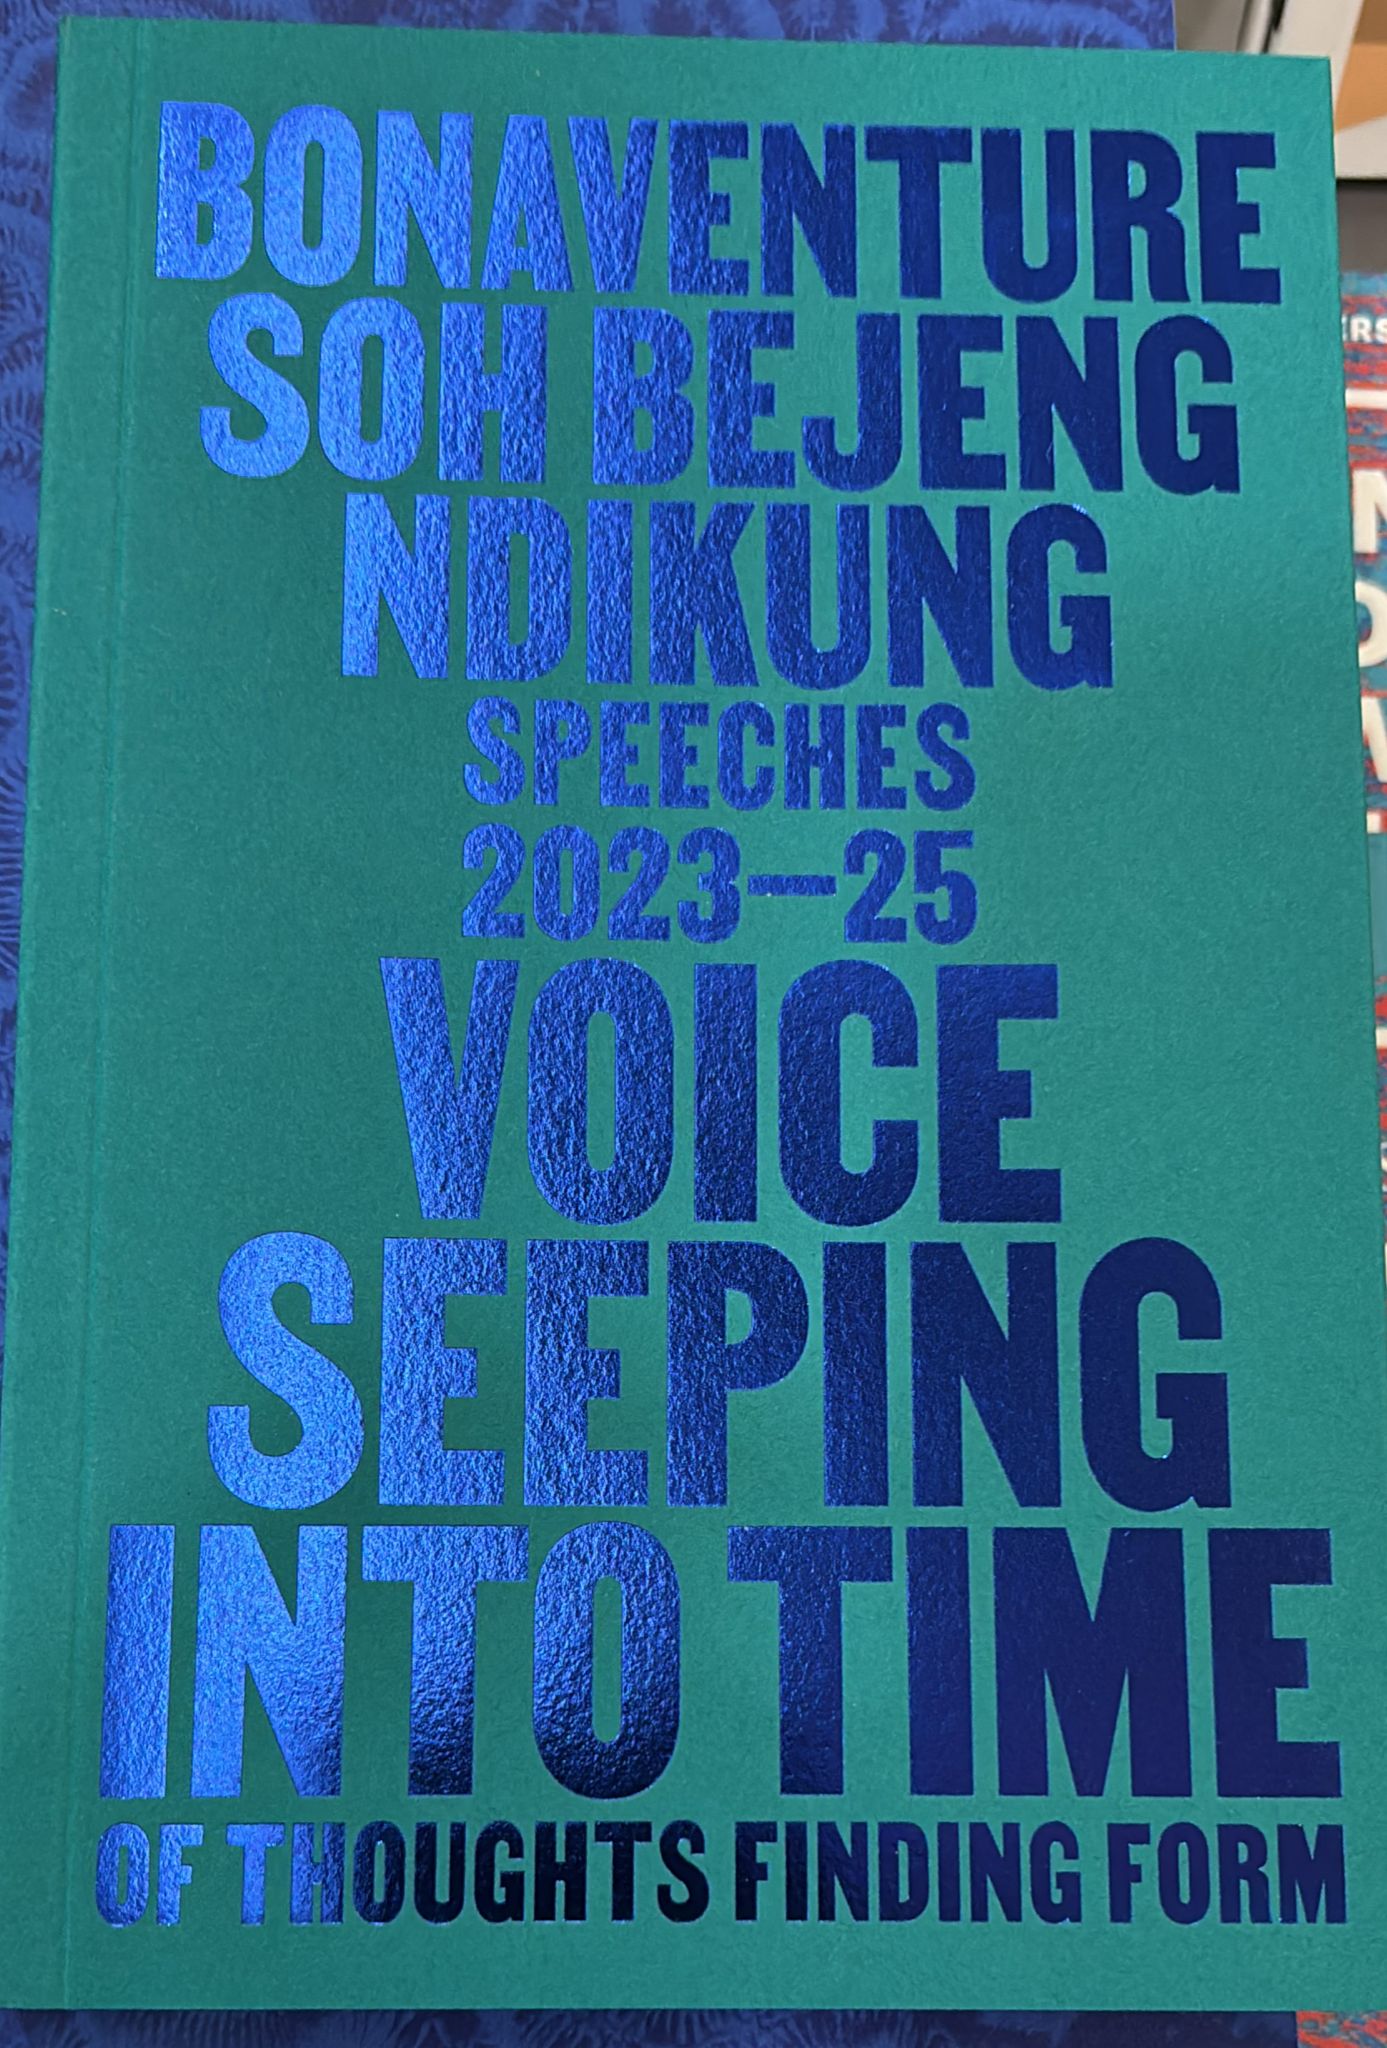 BONAVENTURE
SOH BEJENG
NDIKUNG
SPEECHES
2023—25
VOICE
SEEPING
INTO TIME
OF THOUGHTS FINDING FORM